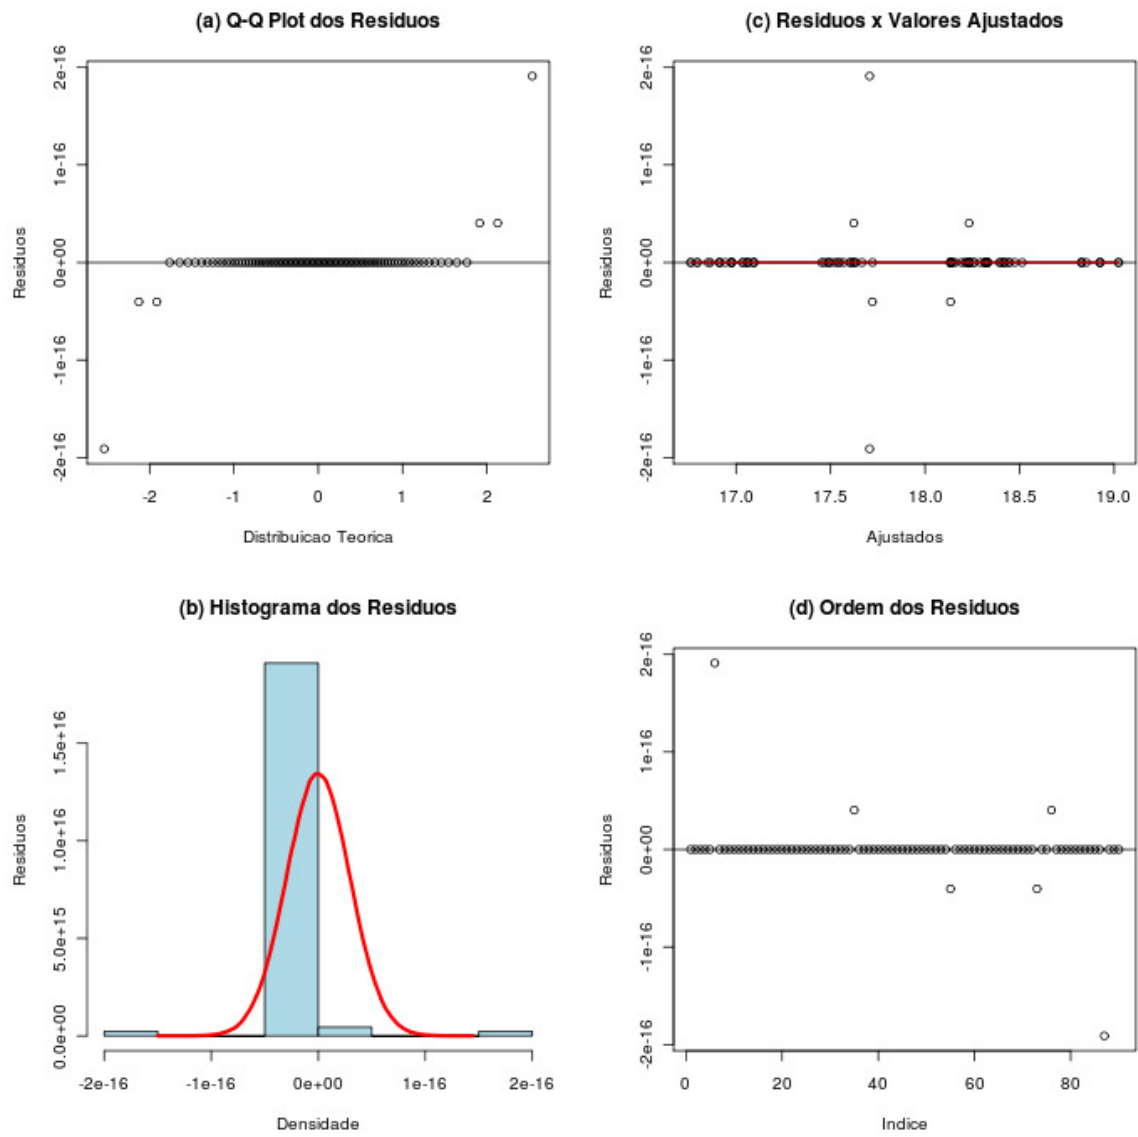 (a) Q-Q Plot dos Residuos
Residuos
2e-16
1e-16
0e+00
-1e-16
-2e-16
-2 -1 0 1 2
Distribuicao Teorica
(c) Residuos x Valores Ajustados
Residuos
2e-16
1e-16
0e+00
-1e-16
-2e-16
17.0 17.5 18.0 18.5 19.0
Ajustados
(b) Histograma dos Residuos
Residuos
1.5e+16
1.0e+16
5.0e+15
0.0e+00
-2e-16 -1e-16 0e+00 1e-16 2e-16
Densidade
(d) Ordem dos Residuos
Residuos
2e-16
1e-16
0e+00
-1e-16
-2e-16
0 20 40 60 80
Indice